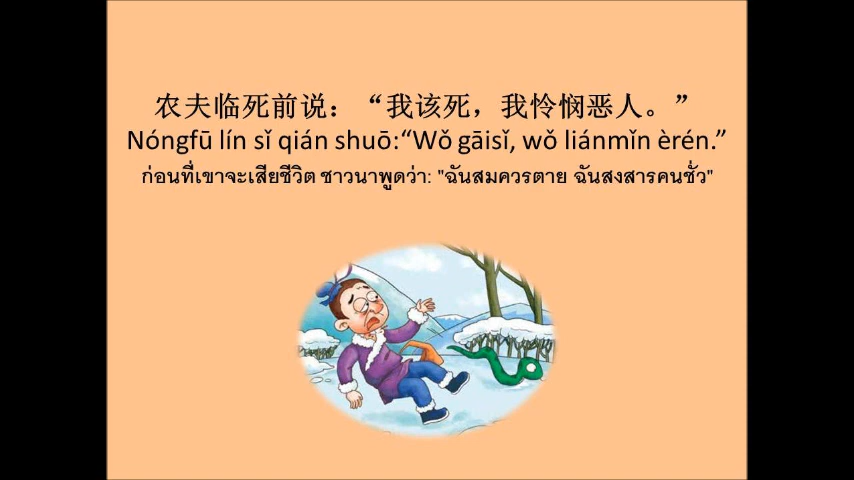 农夫临死前说：“我该死，我怜悯恶人。”
Nóngfū lín sǐ qián shuō:“Wǒ gāisǐ, wǒ liánmǐn èrén.”
ก่อนที่เขาจะเสียชีวิต ชาวนาพูดว่า: "ฉันสมควรตาย ฉันสงสารคนชั่ว"